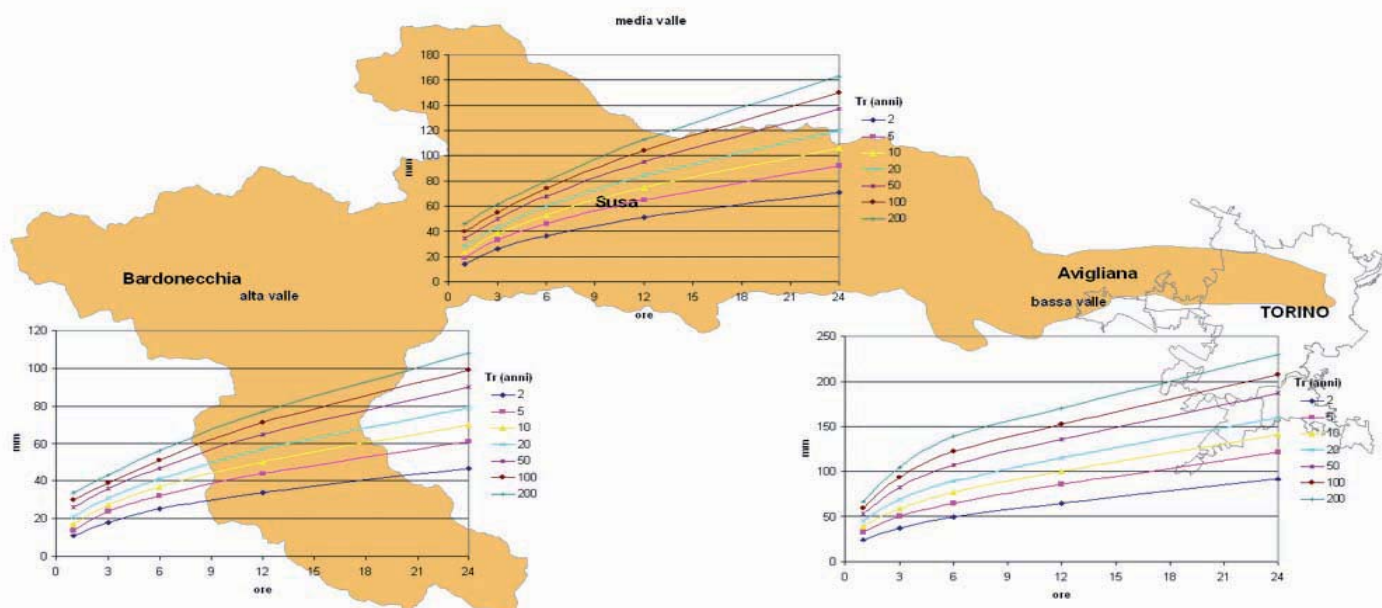 media valle
180
160
140
120
100
80
60
40
20
0
mm
0 3 6 9 12 15 18 21 24
ore
Tr (anni)
2
5
10
20
50
100
200
Susa
Bardonecchia
alta valle
120
100
80
60
40
20
0
mm
0 3 6 9 12 15 18 21 24
ore
Tr (anni)
2
5
10
20
50
100
200
Avigliana
bassa valle
TORINO
250
200
150
100
50
0
mm
0 3 6 9 12 15 18 21 24
ore
Tr (anni)
2
5
10
20
50
100
200